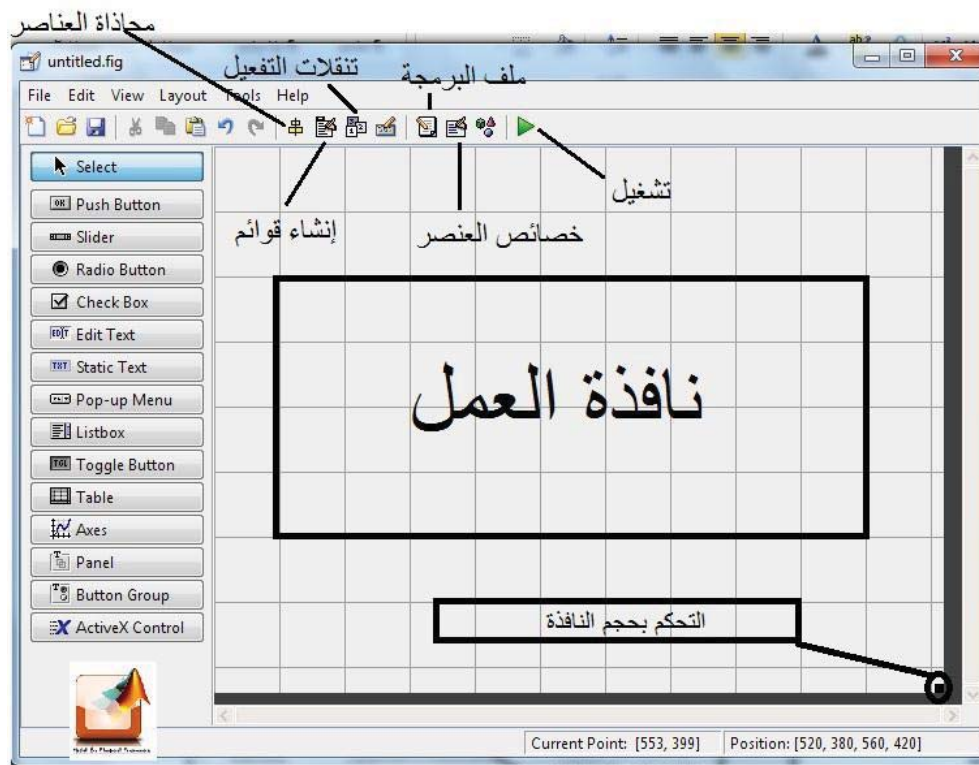 محاذاة العناصر
untitled.fig
تنقلات التفعيل
ملف البرمجة
File Edit View Layout Tools Help
Select
تشغيل
Push Button
إنشاء قوائم
خصائص العنصر
Slider
Radio Button
Check Box
Edit Text
Static Text
نافذة العمل
Pop-up Menu
Listbox
Toggle Button
Table
Axes
Panel
Button Group
التحكم بحجم النافذة
ActiveX Control
Current Point: [553, 399] Position: [520, 380, 560, 420]